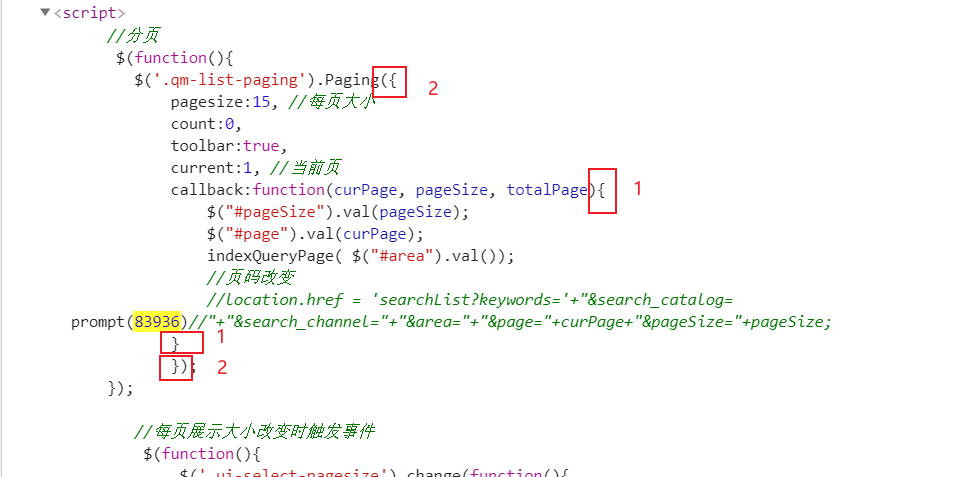 ▼<script>
//分页
$(function(){
$('.qm-list-paging').Paging({ 2
pagesize:15, //每页大小
count:0,
toolbar:true,
current:1, //当前页
callback:function(curPage, pageSize, totalPage){ 1
$("#pageSize").val(pageSize);
$("#page").val(curPage);
indexQueryPage( $("#area").val());
//页码改变
//location.href = 'searchList?keywords='+"&search_catalog=
prompt(83936)//"+"&search_channel="+"&area="+"&page="+curPage+"&pageSize="+pageSize;
} 1
}); 2
});
//每页展示大小改变时触发事件
$(function(){
$('.ui-select-pagesize').change(function(){